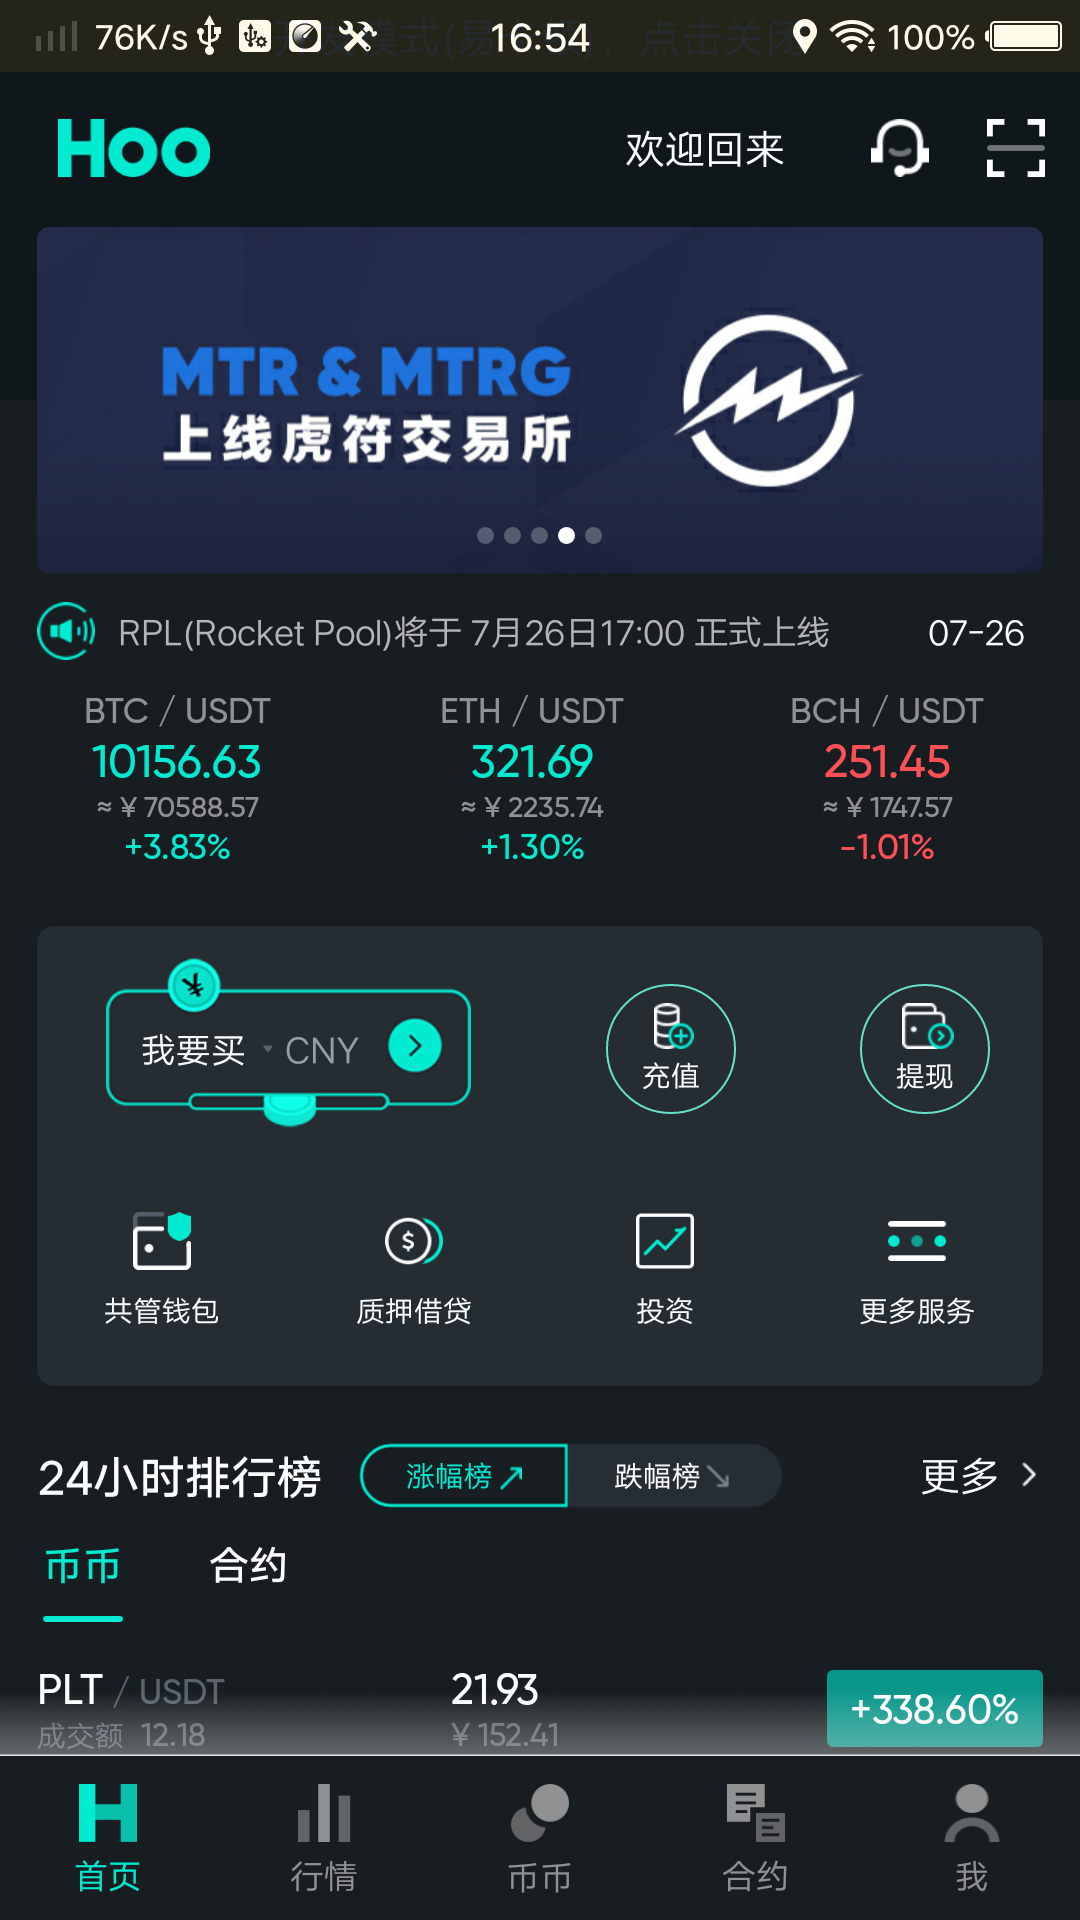 76K/s 16:54 100%
Hoo 欢迎回来
MTR & MTRG
上线虎符交易所
RPL(Rocket Pool)将于 7月26日17:00 正式上线 07-26
BTC / USDT ETH / USDT BCH / USDT
10156.63 321.69 251.45
≈ ¥ 70588.57 ≈ ¥ 2235.74 ≈ ¥ 1747.57
+3.83% +1.30% -1.01%
我要买 CNY 充值 提现
共管钱包 质押借贷 投资 更多服务
24小时排行榜 涨幅榜 跌幅榜 更多
币币 合约
PLT / USDT 21.93 +338.60%
成交额 12.18 ¥ 152.41
首页 行情 币币 合约 我